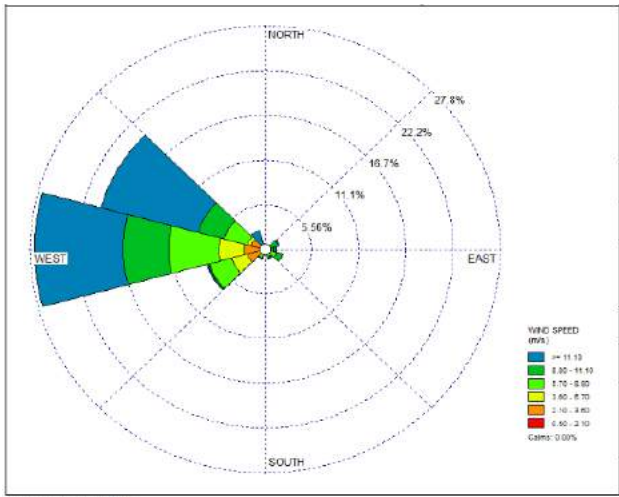 NORTH
27.8%
22.2%
16.7%
11.1%
5.56%
WEST
EAST
WIND SPEED
(m/s)
>= 11.10
8.80 - 11.10
5.70 - 8.80
3.60 - 5.70
2.10 - 3.60
0.50 - 2.10
Calms: 0.00%
SOUTH